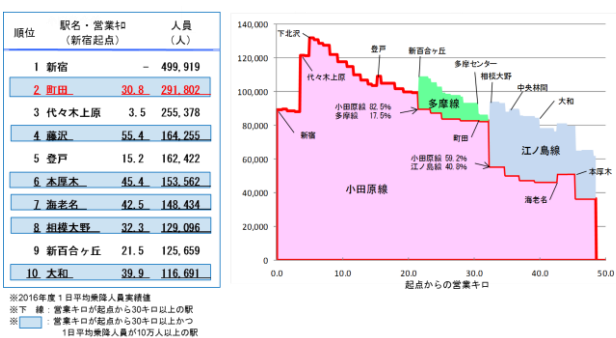 順位 駅名・営業キロ（新宿起点） 人員（人）
1 新宿 - 499,919
2 町田 30.8 291,802
3 代々木上原 3.5 255,378
4 藤沢 55.4 164,255
5 登戸 15.2 162,422
6 本厚木 45.4 153,562
7 海老名 42.5 148,434
8 相模大野 32.3 129,096
9 新百合ヶ丘 21.5 125,659
10 大和 39.9 116,691
※2016年度１日平均乗降人員実績値
※下　線：営業キロが起点から30キロ以上の駅
※　　：営業キロが起点から30キロ以上かつ
1日平均乗降人員が10万人以上の駅
140,000
120,000
100,000
80,000
60,000
40,000
20,000
0
0.0 10.0 20.0 30.0 40.0 50.0
起点からの営業キロ
下北沢
代々木上原
新宿
登戸
新百合ヶ丘
多摩センター
相模大野
中央林間
大和
小田原線 82.5%
多摩線 17.5%
多摩線
町田
江ノ島線
小田原線 59.2%
江ノ島線 40.8%
本厚木
海老名
小田原線